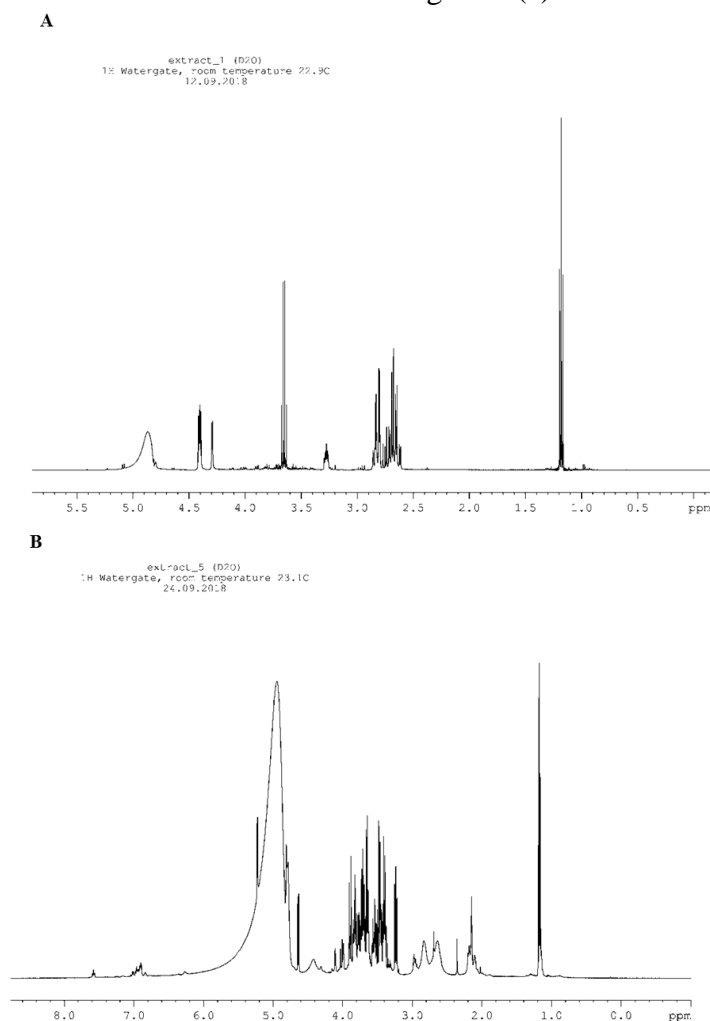 A
extract_1 (D2O)
1H Watergate, room temperature 22.9C
12.09.2018
5.5 5.0 4.5 4.0 3.5 3.0 2.5 2.0 1.5 1.0 0.5 ppm
B
extract_5 (D2O)
1H Watergate, room temperature 23.1C
24.09.2018
8.0 6.0 5.0 4.0 3.0 2.0 1.0 0.0 ppm